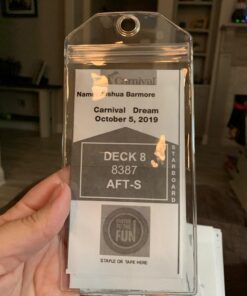 Carnival
Name: Joshua Barmore
Carnival Dream
October 5, 2019
DECK 8
8387
AFT-S
STARBOARD
FUN
STAPLE OR TAPE HERE